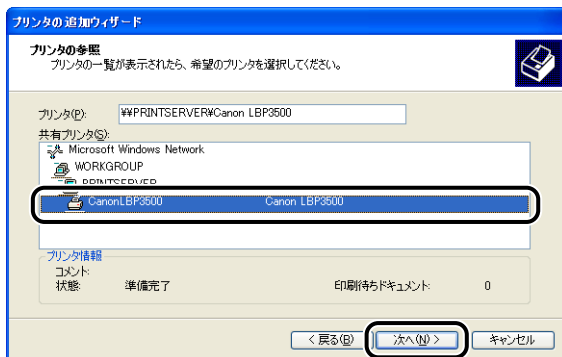 プリンタの追加ウィザード
プリンタの参照
プリンタの一覧が表示されたら、希望のプリンタを選択してください。
プリンタ(P): ¥¥PRINTSERVER¥Canon LBP3500
共有プリンタ(S):
Microsoft Windows Network
WORKGROUP
PRINTSERVER
CanonLBP3500 Canon LBP3500
プリンタ情報
コメント:
状態: 準備完了 印刷待ちドキュメント: 0
< 戻る(B) 次へ(N) > キャンセル